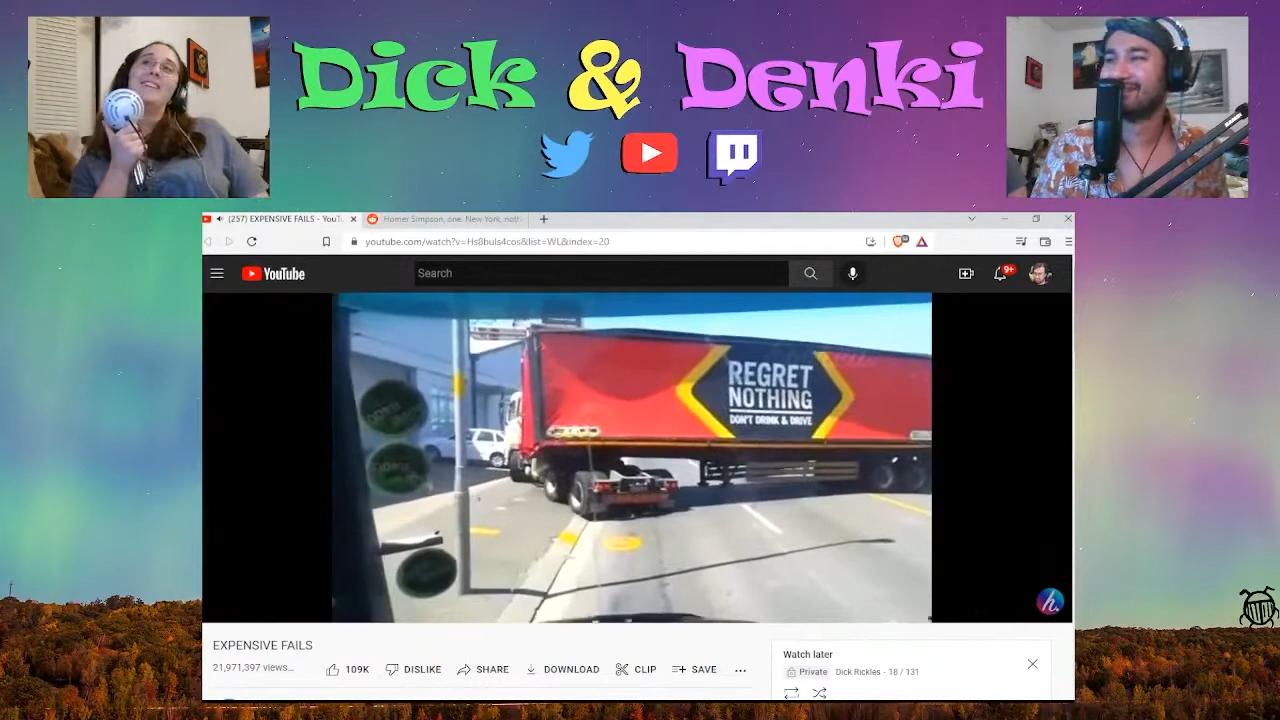 Dick & Denki
(257) EXPENSIVE FAILS - YouTu
Homer Simpson, one. New York, noth
youtube.com/watch?v=Hs8buls4cos&list=WL&index=20
YouTube
Search
9+
REGRET
NOTHING
DON'T DRINK & DRIVE
h.
EXPENSIVE FAILS
21,971,397 views...
109K
DISLIKE
SHARE
DOWNLOAD
CLIP
SAVE
Watch later
Private
Dick Rickles - 18 / 131